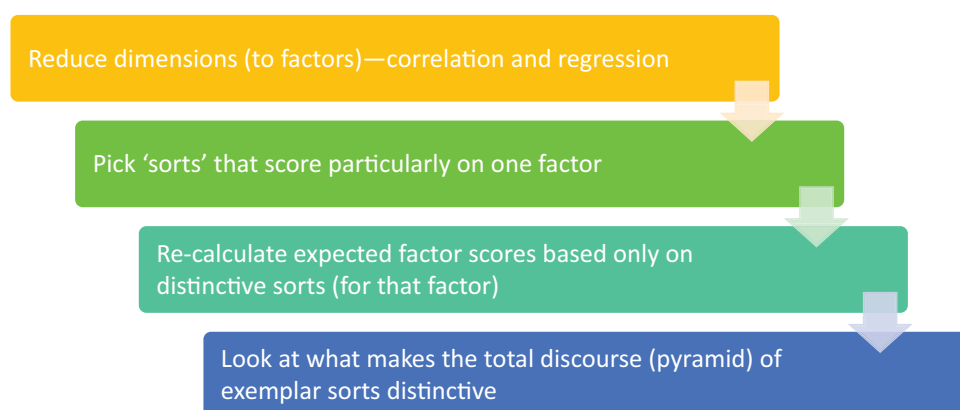 Reduce dimensions (to factors)—correlation and regression
Pick ‘sorts’ that score particularly on one factor
Re-calculate expected factor scores based only on
distinctive sorts (for that factor)
Look at what makes the total discourse (pyramid) of
exemplar sorts distinctive